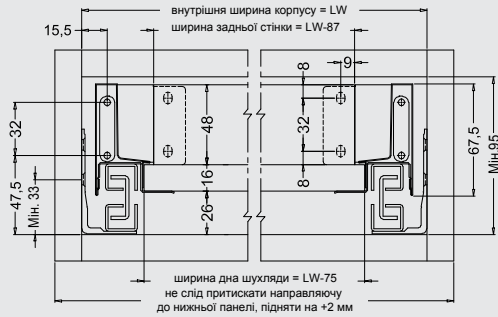 внутрішня ширина корпусу = LW
15,5
ширина задньої стінки = LW-87
9
8
32
48
32
67,5
Мін.95
47,5
Мін. 33
16
8
26
ширина дна шухляди = LW-75
не слід притискати направляючу
до нижньої панелі, підняти на +2 мм